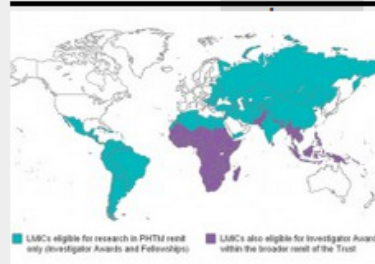 LMICs eligible for research in PHTM remit
only (Investigator Awards and Fellowships)
LMICs also eligible for Investigator Award
within the broader remit of the Trust